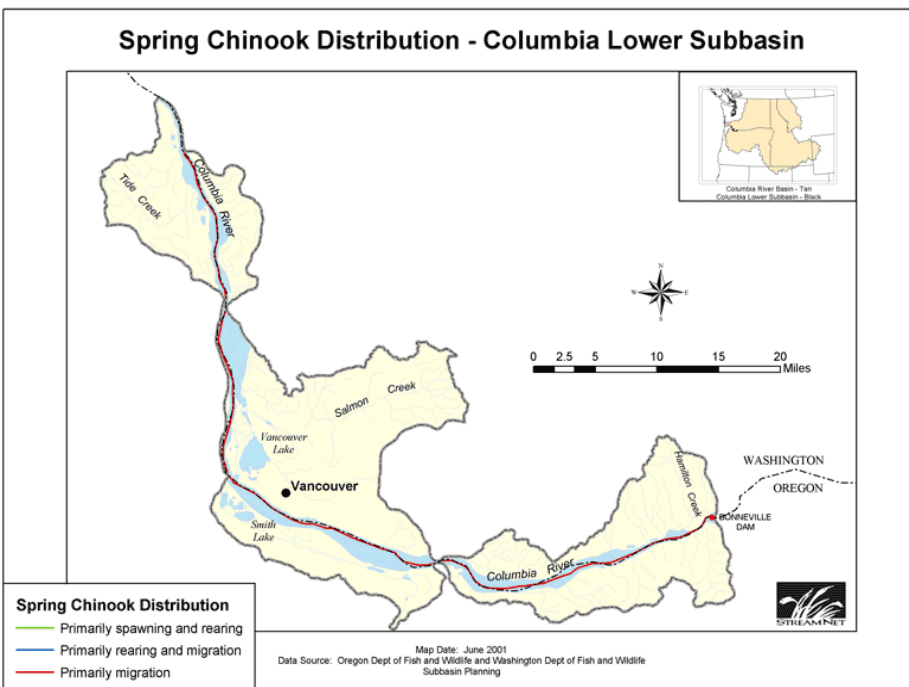 Spring Chinook Distribution - Columbia Lower Subbasin
Columbia River Basin - Tan
Columbia Lower Subbasin - Black
Tide Creek
Columbia River
N
W E
S
0 2.5 5 10 15 20
Miles
Salmon Creek
Vancouver
Lake
Vancouver
Smith
Lake
Hamilton Creek
WASHINGTON
OREGON
BONNEVILLE
DAM
Columbia River
STREAMNET
Spring Chinook Distribution
Primarily spawning and rearing
Primarily rearing and migration
Primarily migration
Map Date: June 2001
Data Source: Oregon Dept of Fish and Wildlife and Washington Dept of Fish and Wildlife
Subbasin Planning